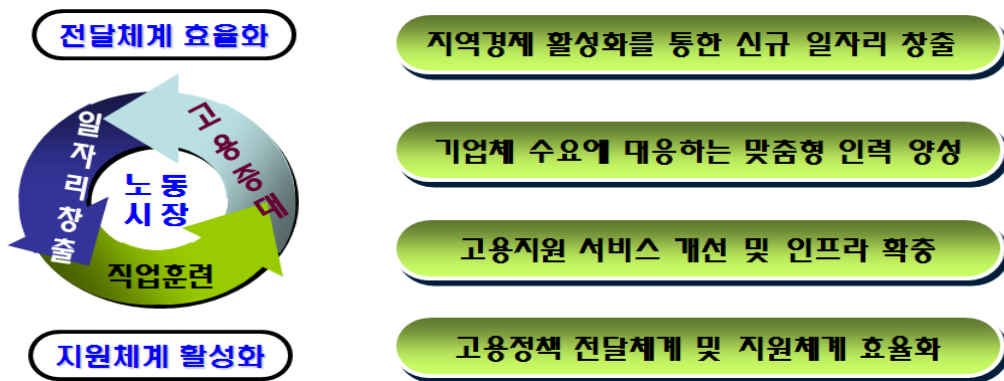 전달체계 효율화
일자리창출
고용증대
노동
시장
직업훈련
지원체계 활성화
지역경제 활성화를 통한 신규 일자리 창출
기업체 수요에 대응하는 맞춤형 인력 양성
고용지원 서비스 개선 및 인프라 확충
고용정책 전달체계 및 지원체계 효율화